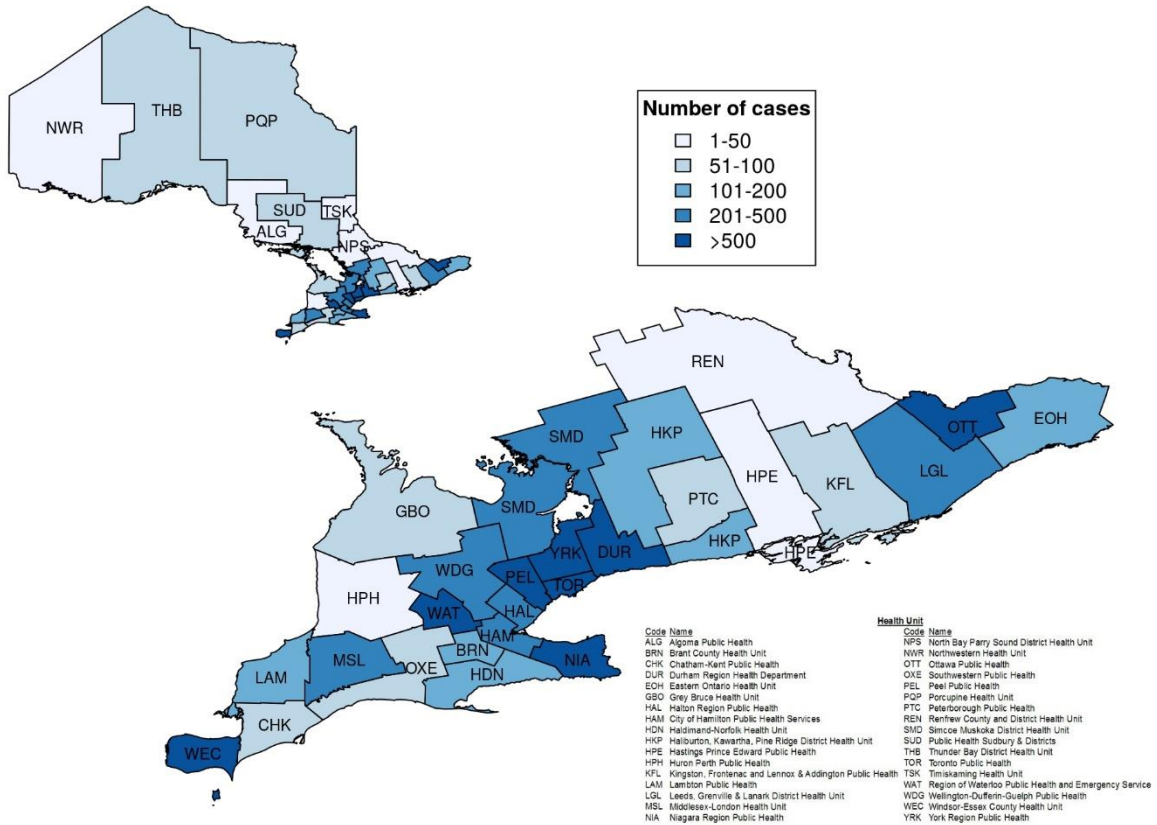 NWR
THB
PQP
SUD
TSK
ALG
NPS
Number of cases
1-50
51-100
101-200
201-500
>500
REN
SMD
HKP
OTT
EOH
LGL
HPE
KFL
PTC
GBO
SMD
HKP
HPE
YRK
DUR
WDG
PEL
TOR
HPH
WAT
HAL
HAM
BRN
NIA
MSL
OXE
LAM
HDN
CHK
WEC
Health Unit
Code Name
ALG Algoma Public Health
BRN Brant County Health Unit
CHK Chatham-Kent Public Health
DUR Durham Region Health Department
EOH Eastern Ontario Health Unit
GBO Grey Bruce Health Unit
HAL Halton Region Public Health
HAM City of Hamilton Public Health Services
HDN Haldimand-Norfolk Health Unit
HKP Haliburton, Kawartha, Pine Ridge District Health Unit
HPE Hastings Prince Edward Public Health
HPH Huron Perth Public Health
KFL Kingston, Frontenac and Lennox & Addington Public Health
LAM Lambton Public Health
LGL Leeds, Grenville & Lanark District Health Unit
MSL Middlesex-London Health Unit
NIA Niagara Region Public Health
Code Name
NPS North Bay Parry Sound District Health Unit
NWR Northwestern Health Unit
OTT Ottawa Public Health
OXE Southwestern Public Health
PEL Peel Public Health
PQP Porcupine Health Unit
PTC Peterborough Public Health
REN Renfrew County and District Health Unit
SMD Simcoe Muskoka District Health Unit
SUD Public Health Sudbury & Districts
THB Thunder Bay District Health Unit
TOR Toronto Public Health
TSK Timiskaming Health Unit
WAT Region of Waterloo Public Health and Emergency Service
WDG Wellington-Dufferin-Guelph Public Health
WEC Windsor-Essex County Health Unit
YRK York Region Public Health